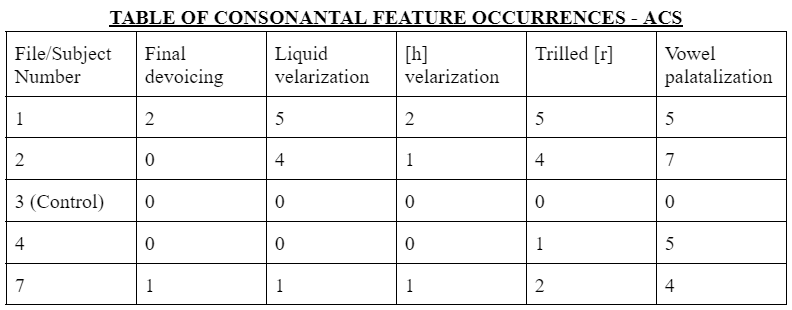 TABLE OF CONSONANTAL FEATURE OCCURRENCES - ACS
File/Subject Number Final devoicing Liquid velarization [h] velarization Trilled [r] Vowel palatalization
1 2 5 2 5 5
2 0 4 1 4 7
3 (Control) 0 0 0 0 0
4 0 0 0 1 5
7 1 1 1 2 4